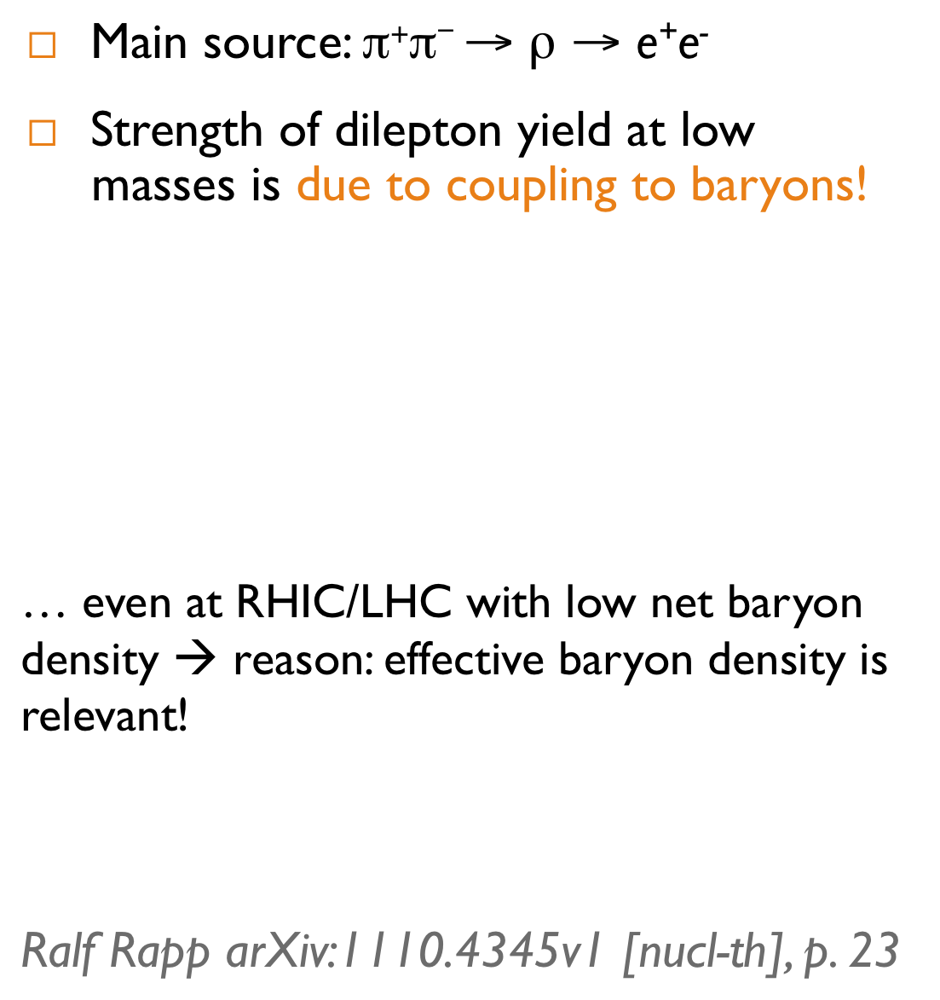 □ Main source: π⁺π⁻ → ρ → e⁺e⁻
□ Strength of dilepton yield at low
masses is due to coupling to baryons!
… even at RHIC/LHC with low net baryon
density → reason: effective baryon density is
relevant!
Ralf Rapp arXiv:1110.4345v1 [nucl-th], p. 23